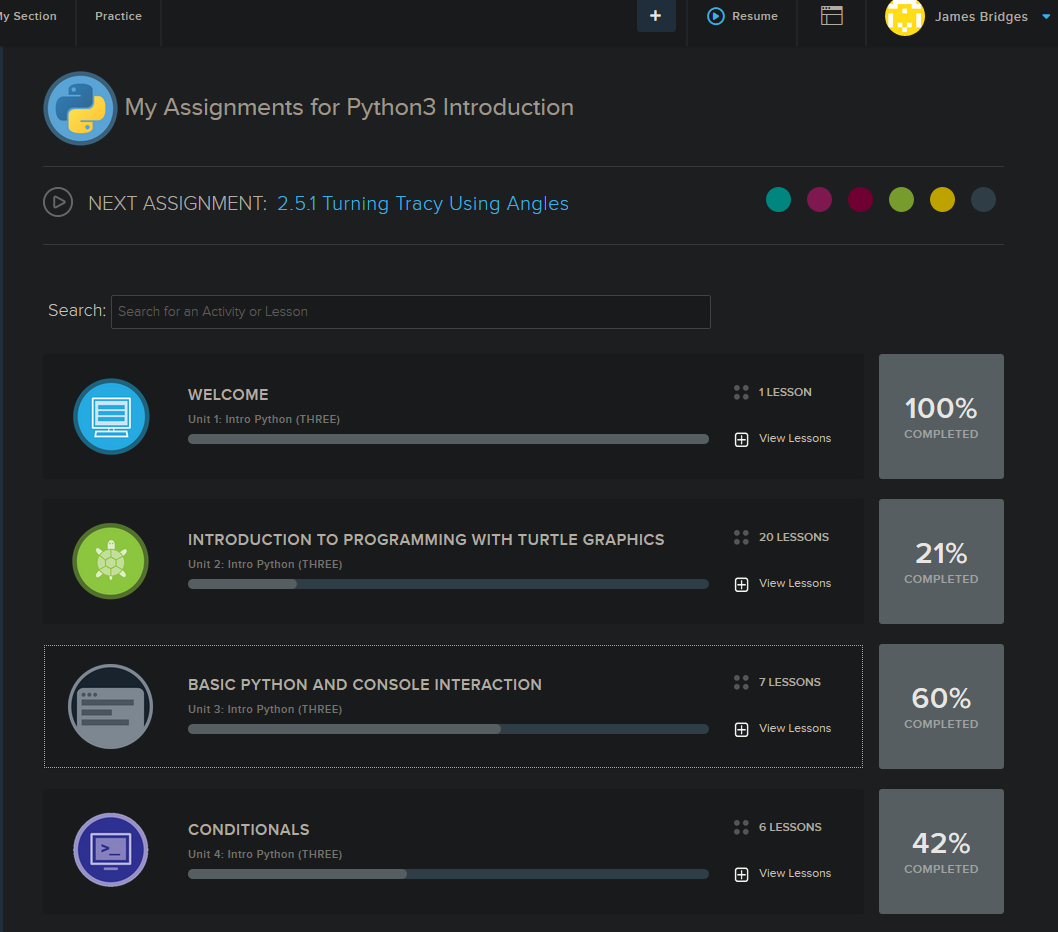 My Section
Practice
+
Resume
James Bridges
My Assignments for Python3 Introduction
NEXT ASSIGNMENT: 2.5.1 Turning Tracy Using Angles
Search: Search for an Activity or Lesson
WELCOME
Unit 1: Intro Python (THREE)
1 LESSON
View Lessons
100%
COMPLETED
INTRODUCTION TO PROGRAMMING WITH TURTLE GRAPHICS
Unit 2: Intro Python (THREE)
20 LESSONS
View Lessons
21%
COMPLETED
BASIC PYTHON AND CONSOLE INTERACTION
Unit 3: Intro Python (THREE)
7 LESSONS
View Lessons
60%
COMPLETED
>_
CONDITIONALS
Unit 4: Intro Python (THREE)
6 LESSONS
View Lessons
42%
COMPLETED